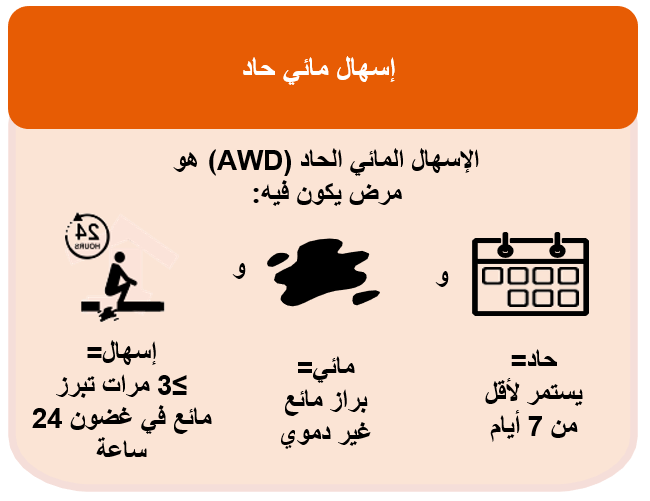 إسهال مائي حاد
الإسهال المائي الحاد (AWD) هو
مرض يكون فيه:
حاد=
يستمر لأقل
من 7 أيام
و
مائي=
براز مائع
غير دموي
و
24
HOURS
إسهال=
≥3 مرات تبرز
مائع في غضون 24
ساعة